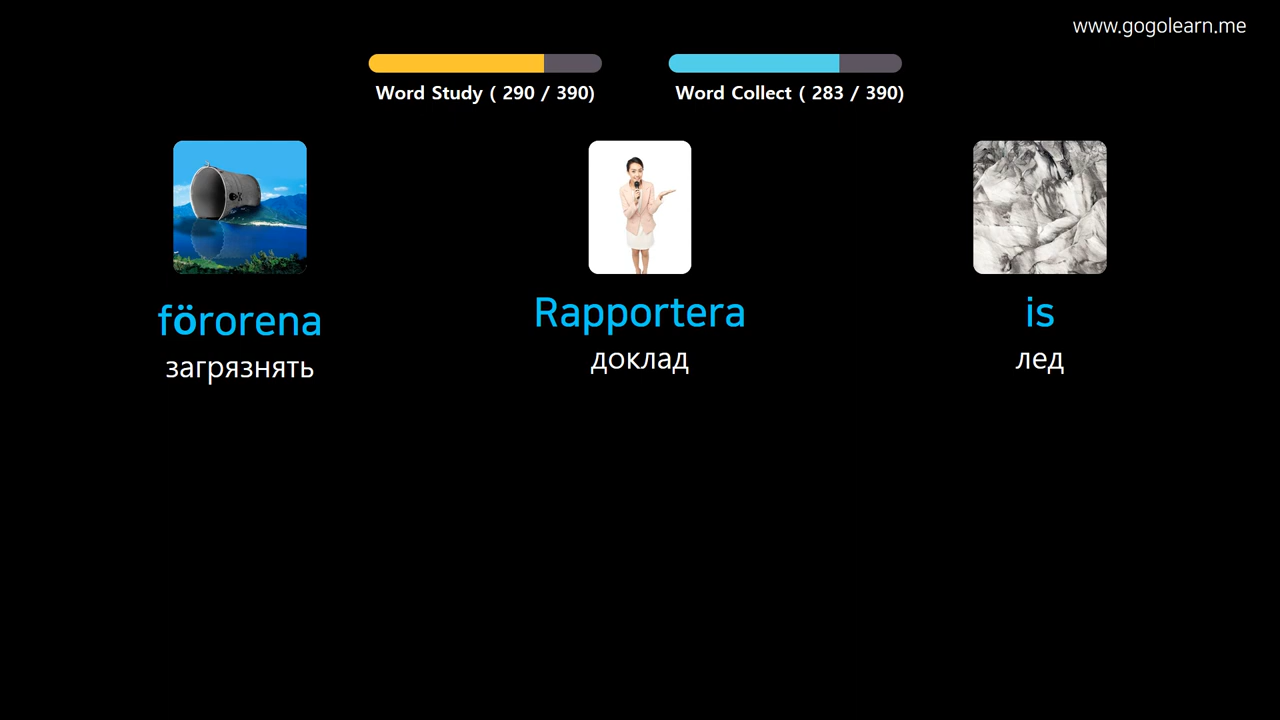 www.gogolearn.me
Word Study ( 290 / 390)
Word Collect ( 283 / 390)
förorena
загрязнять
Rapportera
доклад
is
лед